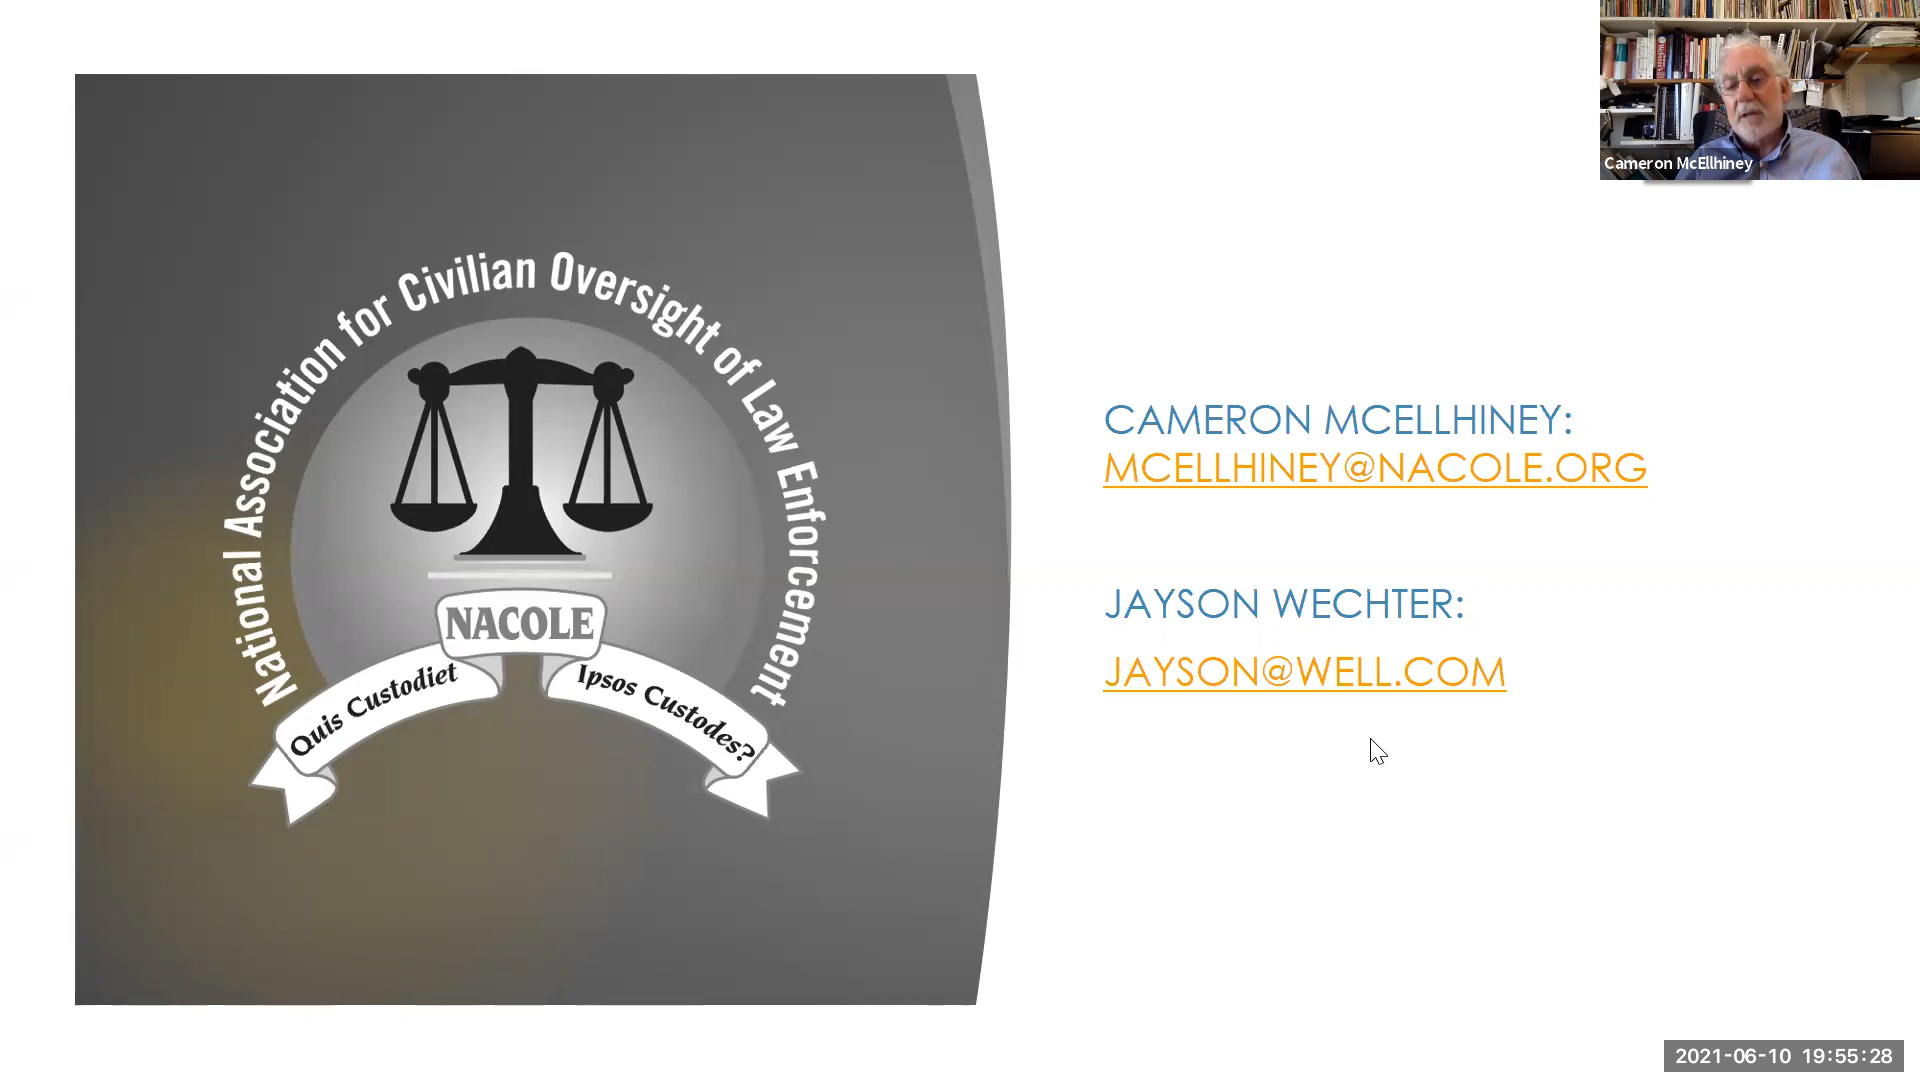 National Association for Civilian Oversight of Law Enforcement
NACOLE
Quis Custodiet
Ipsos Custodes?
Cameron McEllhiney
CAMERON MCELLHINEY:
MCELLHINEY@NACOLE.ORG
JAYSON WECHTER:
JAYSON@WELL.COM
2021-06-10 19:55:28